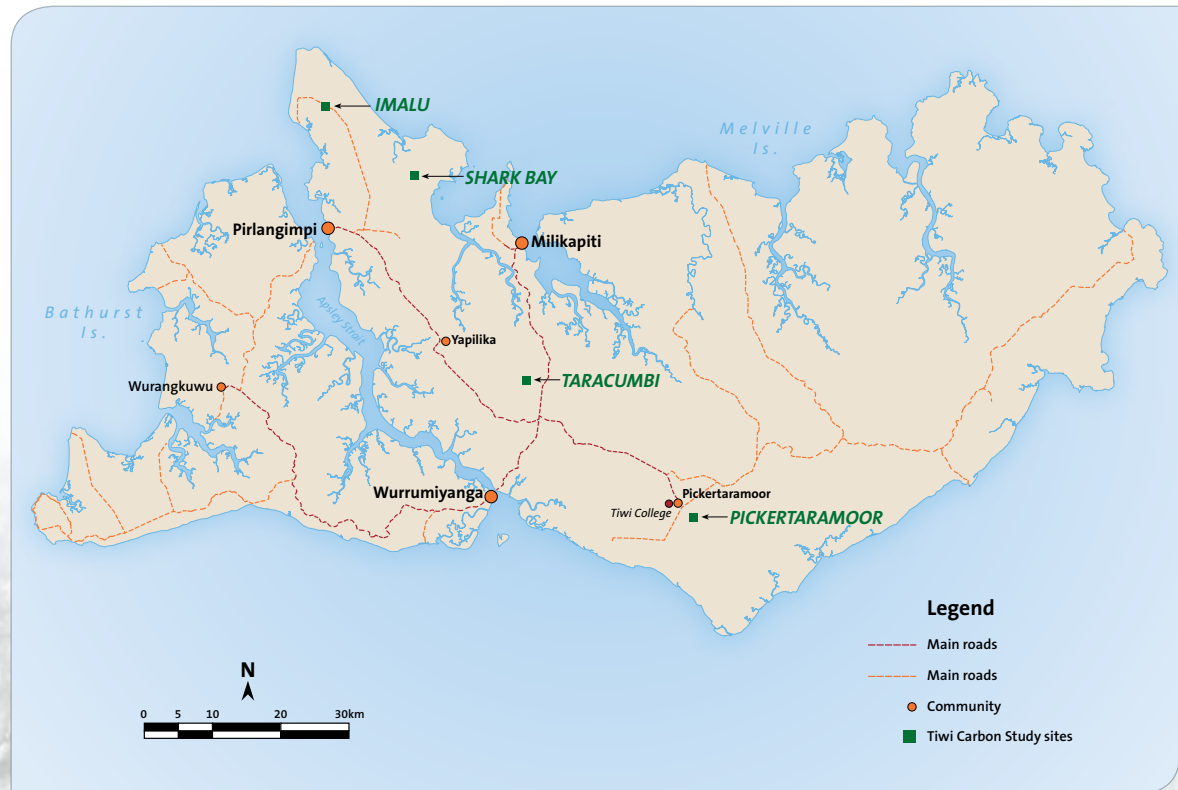 IMALU
Melville
Is.
SHARK BAY
Pirlangimpi
Milikapiti
Bathurst
Is.
Apsley Strait
Yapilika
Wurangkuwu
TARACUMBI
Wurrumiyanga
Pickertaramoor
Tiwi College
PICKERTARAMOOR
Legend
Main roads
Main roads
Community
Tiwi Carbon Study sites
N
0 5 10 20 30km